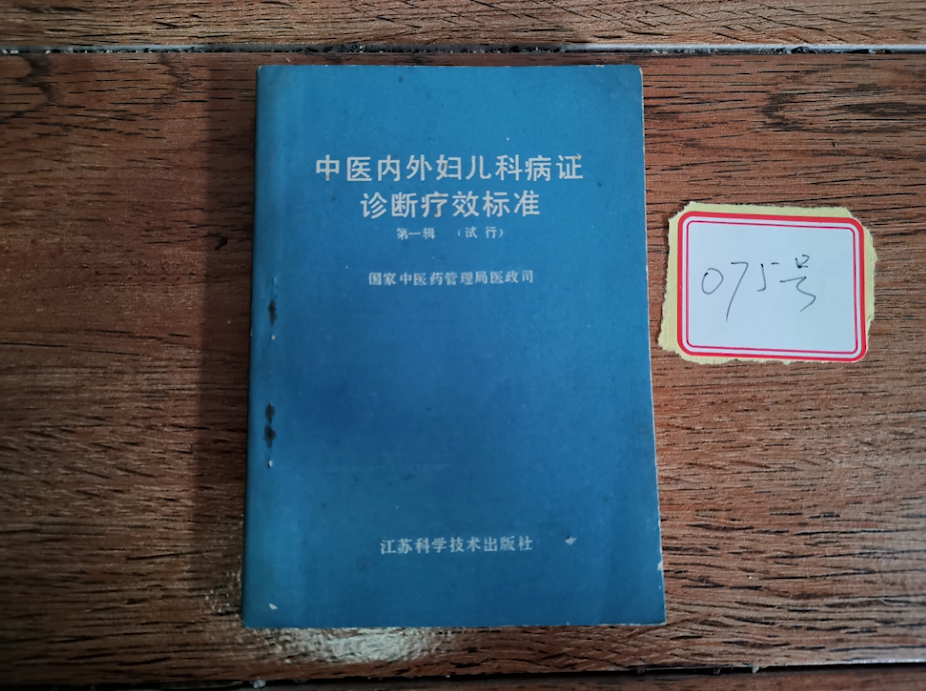 中医内外妇儿科病证
诊断疗效标准
第一辑 （试行）
国家中医药管理局医政司
江苏科学技术出版社
075号